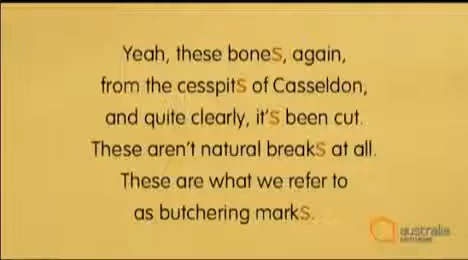 Yeah, these boneS, again,
from the cesspitS of Casseldon,
and quite clearly, it'S been cut.
These aren't natural breakS at all.
These are what we refer to
as butchering markS.
australia